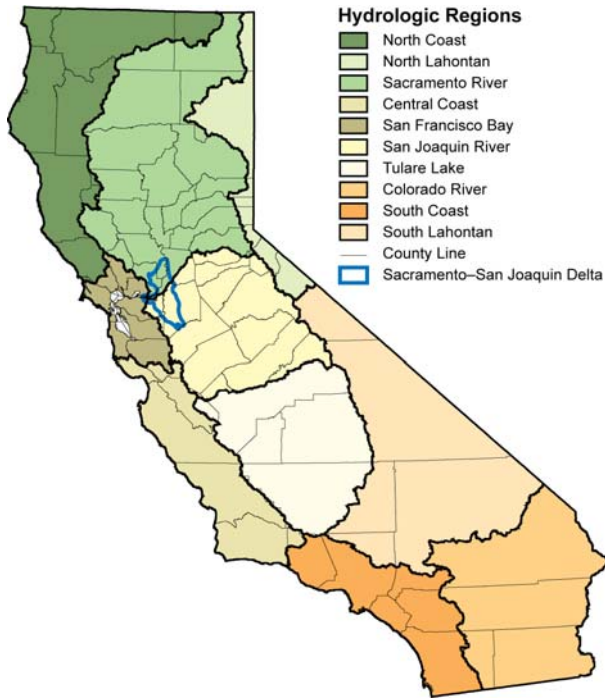 Hydrologic Regions
North Coast
North Lahontan
Sacramento River
Central Coast
San Francisco Bay
San Joaquin River
Tulare Lake
Colorado River
South Coast
South Lahontan
County Line
Sacramento–San Joaquin Delta